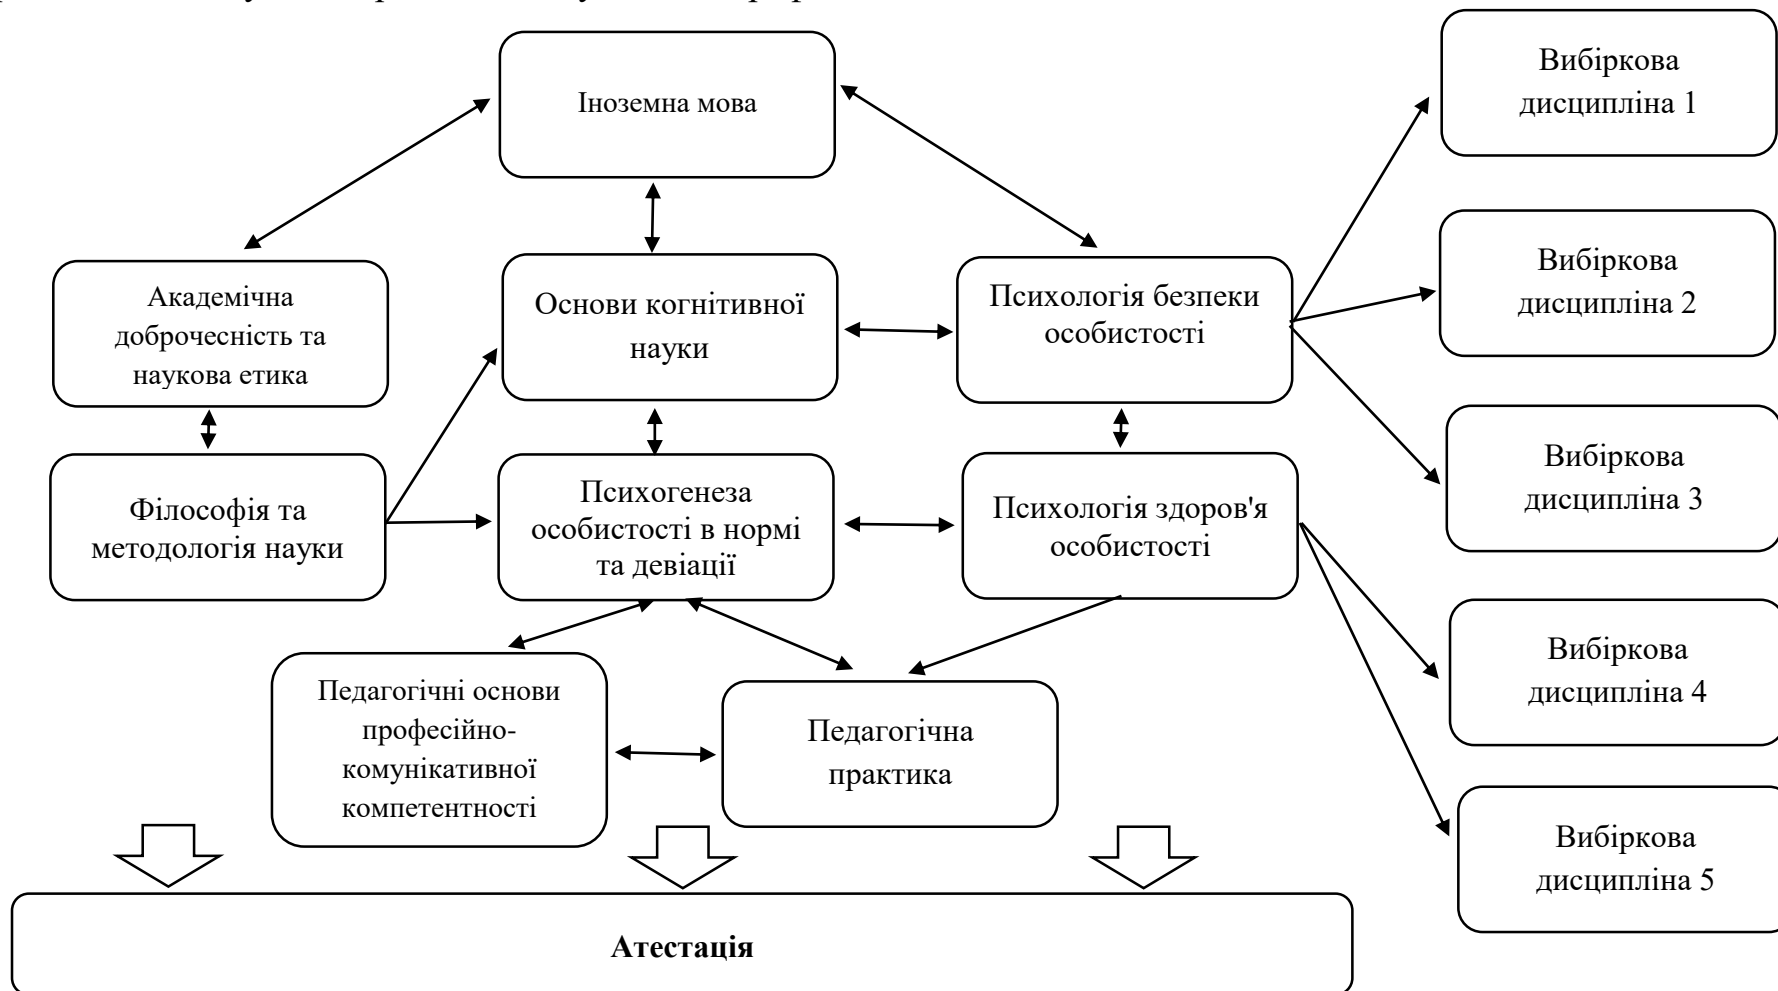 Іноземна мова
Вибіркова
дисципліна 1
Академічна
доброчесність та
наукова етика
Основи когнітивної
науки
Психологія безпеки
особистості
Вибіркова
дисципліна 2
Філософія та
методологія науки
Психогенеза
особистості в нормі
та девіації
Психологія здоров'я
особистості
Вибіркова
дисципліна 3
Педагогічні основи
професійно-
комунікативної
компетентності
Педагогічна
практика
Вибіркова
дисципліна 4
Вибіркова
дисципліна 5
Атестація